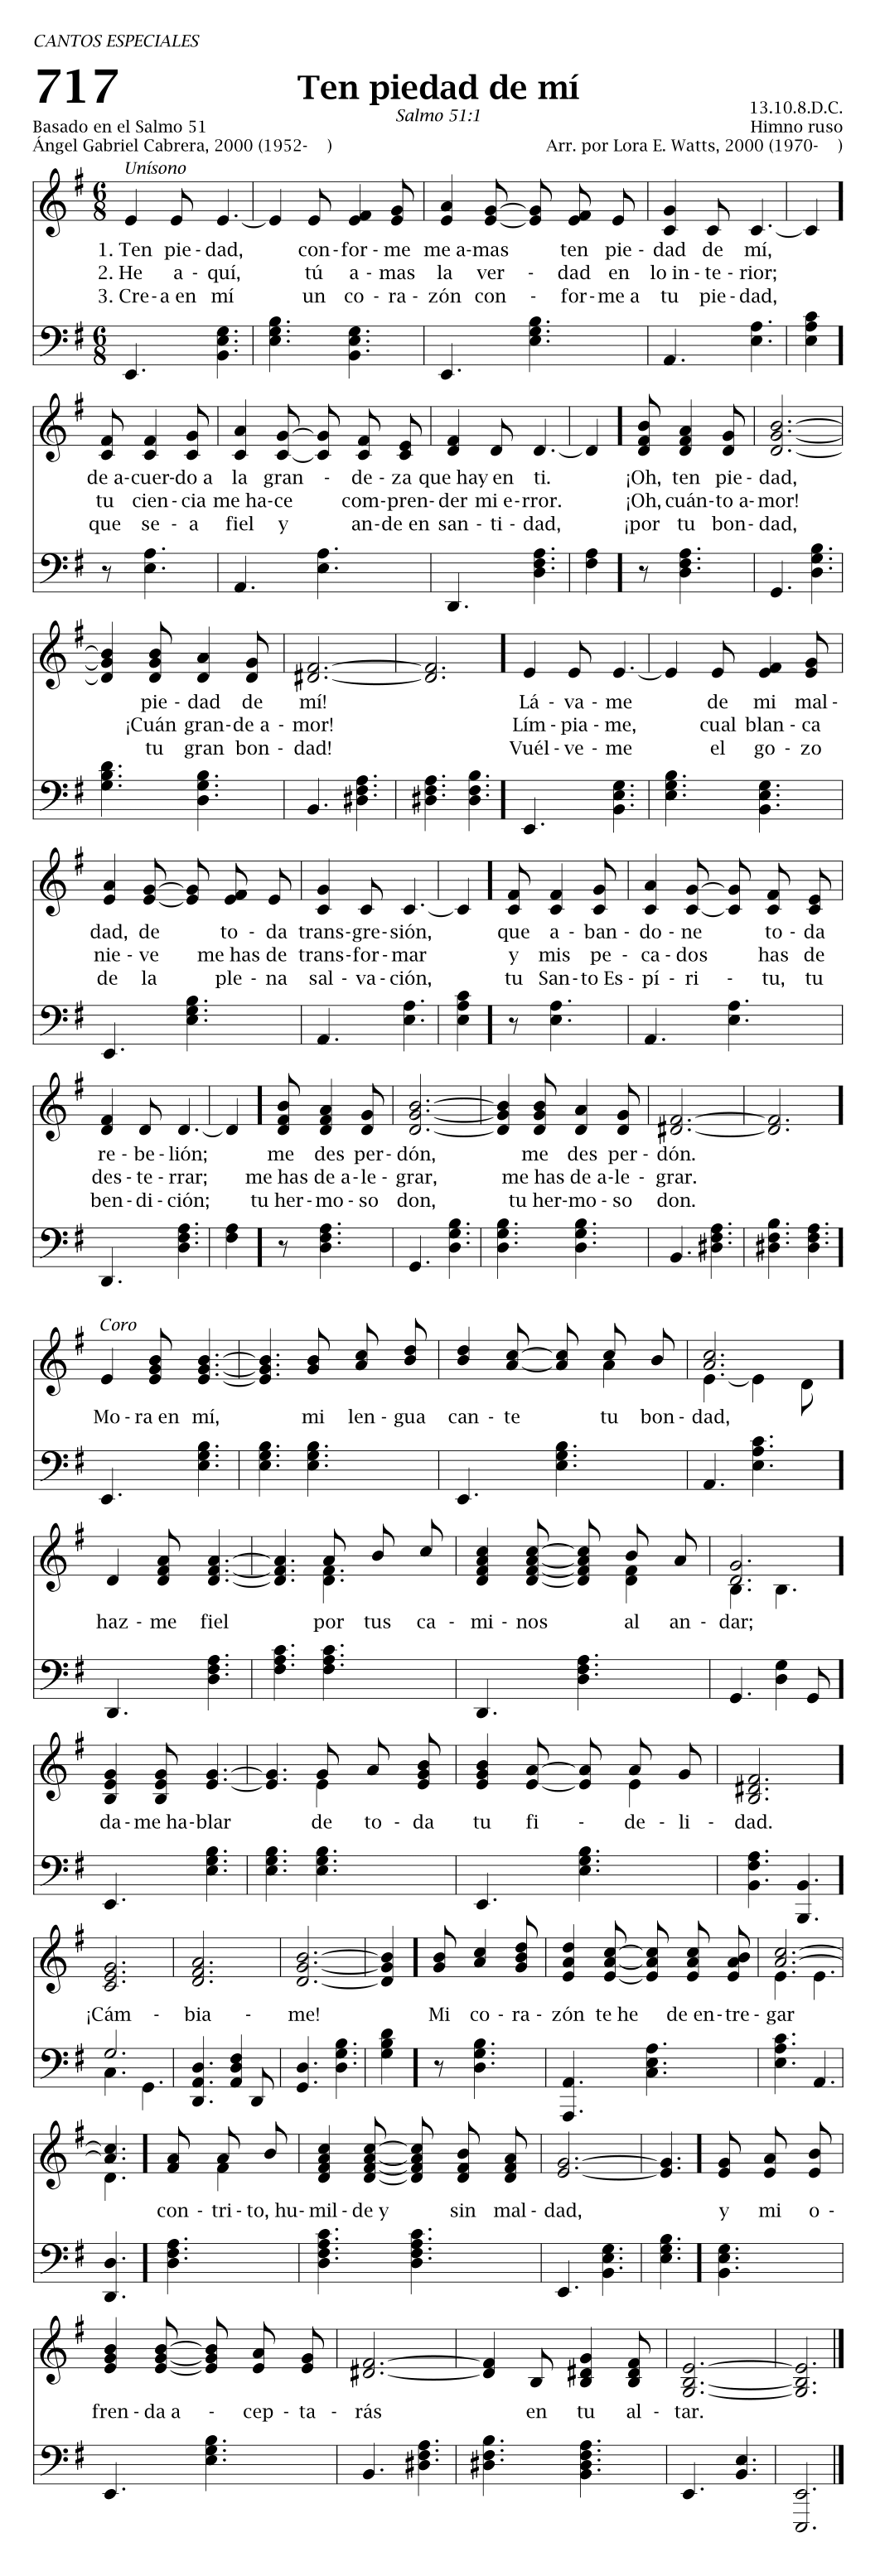 CANTOS ESPECIALES
717
Ten piedad de mí
Salmo 51:1
13.10.8.D.C.
Basado en el Salmo 51
Himno ruso
Ángel Gabriel Cabrera, 2000 (1952- )
Arr. por Lora E. Watts, 2000 (1970- )
Unísono
6 8
1. Ten pie - dad, con - for - me me a-mas ten pie - dad de mí,
2. He a - quí, tú a - mas la ver - dad en lo in - te - rior;
3. Cre - a en mí un co - ra - zón con - for - me a tu pie - dad,
6 8
de a-cuer-do a la gran - de - za que hay en ti. ¡Oh, ten pie - dad,
tu cien - cia me ha-ce com-pren-der mi e-rror. ¡Oh, cuán-to a-mor!
que se - a fiel y an-de en san - ti - dad, ¡por tu bon - dad,
pie - dad de mí! Lá - va - me de mi mal -
¡Cuán gran-de a - mor! Lím - pia - me, cual blan - ca
tu gran bon - dad! Vuél - ve - me el go - zo
dad, de to - da trans-gre-sión, que a - ban - do - ne to - da
nie - ve me has de trans-for-mar y mis pe - ca - dos has de
de la ple - na sal - va - ción, tu San-to Es - pí - ri - tu, tu
re - be - lión; me des per - dón, me des per - dón.
des - te - rrar; me has de a - le - grar, me has de a-le - grar.
ben - di - ción; tu her - mo - so don, tu her-mo - so don.
Coro
Mo - ra en mí, mi len - gua can - te tu bon - dad,
haz - me fiel por tus ca - mi - nos al an - dar;
da - me ha-blar de to - da tu fi - de - li - dad.
¡Cám - bia - me! Mi co - ra - zón te he de en-tre - gar
con - tri - to, hu-mil - de y sin mal - dad, y mi o -
fren - da a - cep - ta - rás en tu al - tar.